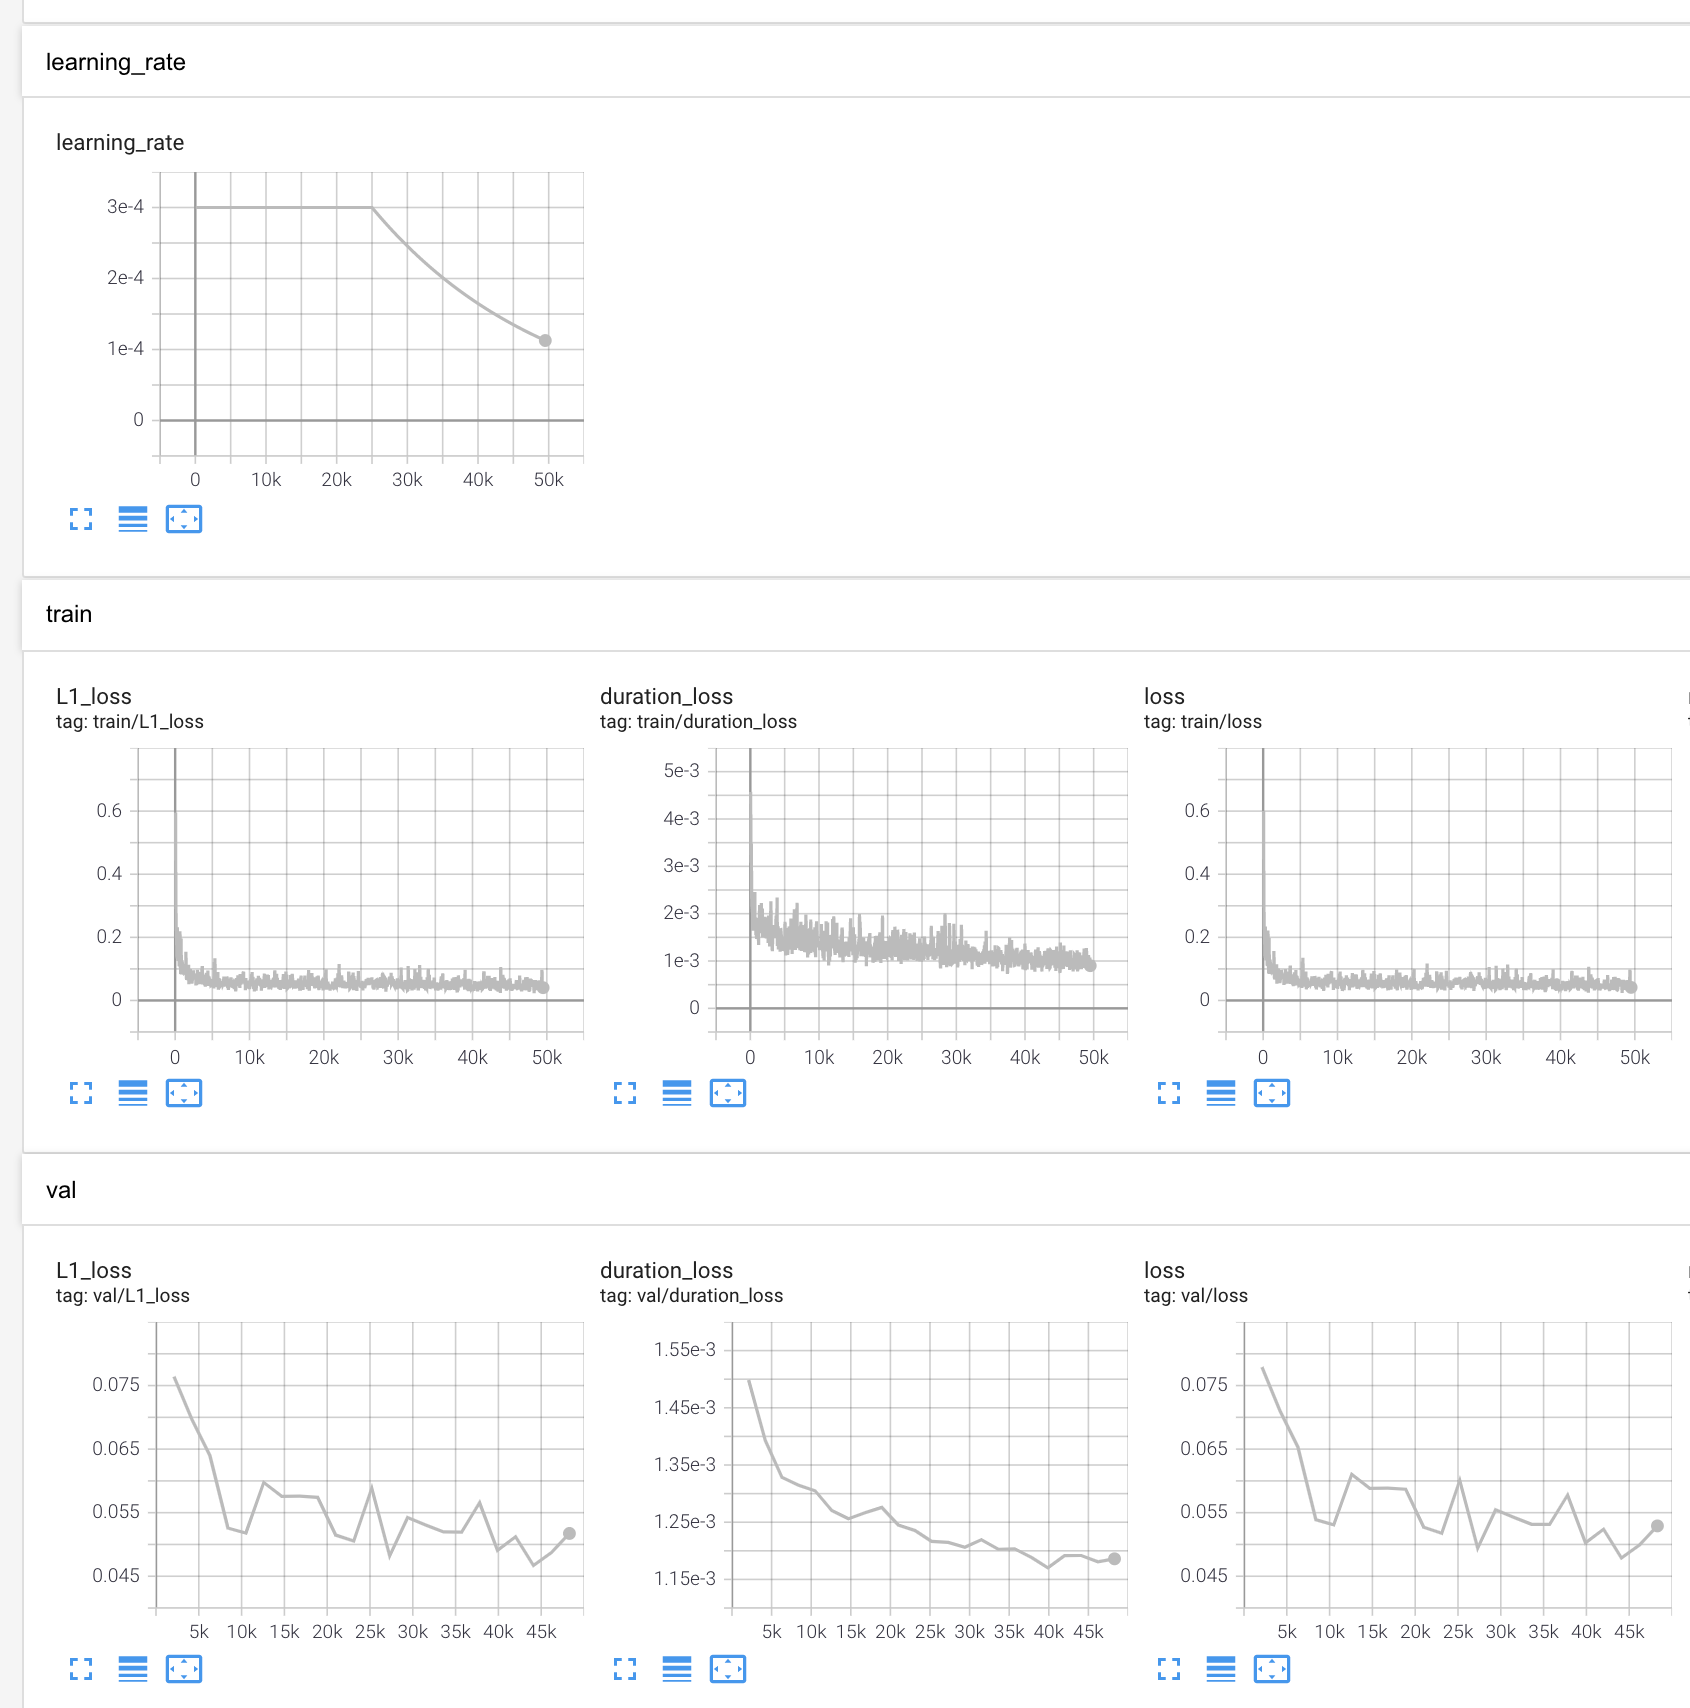 learning_rate
learning_rate
3e-4
2e-4
1e-4
0
0 10k 20k 30k 40k 50k
train
L1_loss
tag: train/L1_loss
0.6
0.4
0.2
0
0 10k 20k 30k 40k 50k
duration_loss
tag: train/duration_loss
5e-3
4e-3
3e-3
2e-3
1e-3
0
0 10k 20k 30k 40k 50k
loss
tag: train/loss
0.6
0.4
0.2
0
0 10k 20k 30k 40k 50k
val
L1_loss
tag: val/L1_loss
0.075
0.065
0.055
0.045
5k 10k 15k 20k 25k 30k 35k 40k 45k
duration_loss
tag: val/duration_loss
1.55e-3
1.45e-3
1.35e-3
1.25e-3
1.15e-3
5k 10k 15k 20k 25k 30k 35k 40k 45k
loss
tag: val/loss
0.075
0.065
0.055
0.045
5k 10k 15k 20k 25k 30k 35k 40k 45k